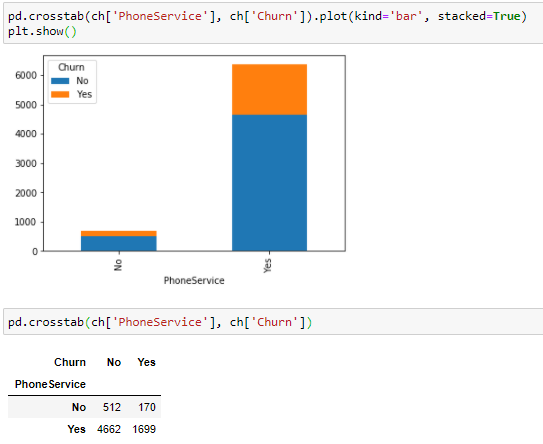 pd.crosstab(ch['PhoneService'], ch['Churn']).plot(kind='bar', stacked=True)
plt.show()
Churn
No
Yes
6000
5000
4000
3000
2000
1000
0
No
Yes
PhoneService
pd.crosstab(ch['PhoneService'], ch['Churn'])
Churn No Yes
PhoneService
No 512 170
Yes 4662 1699